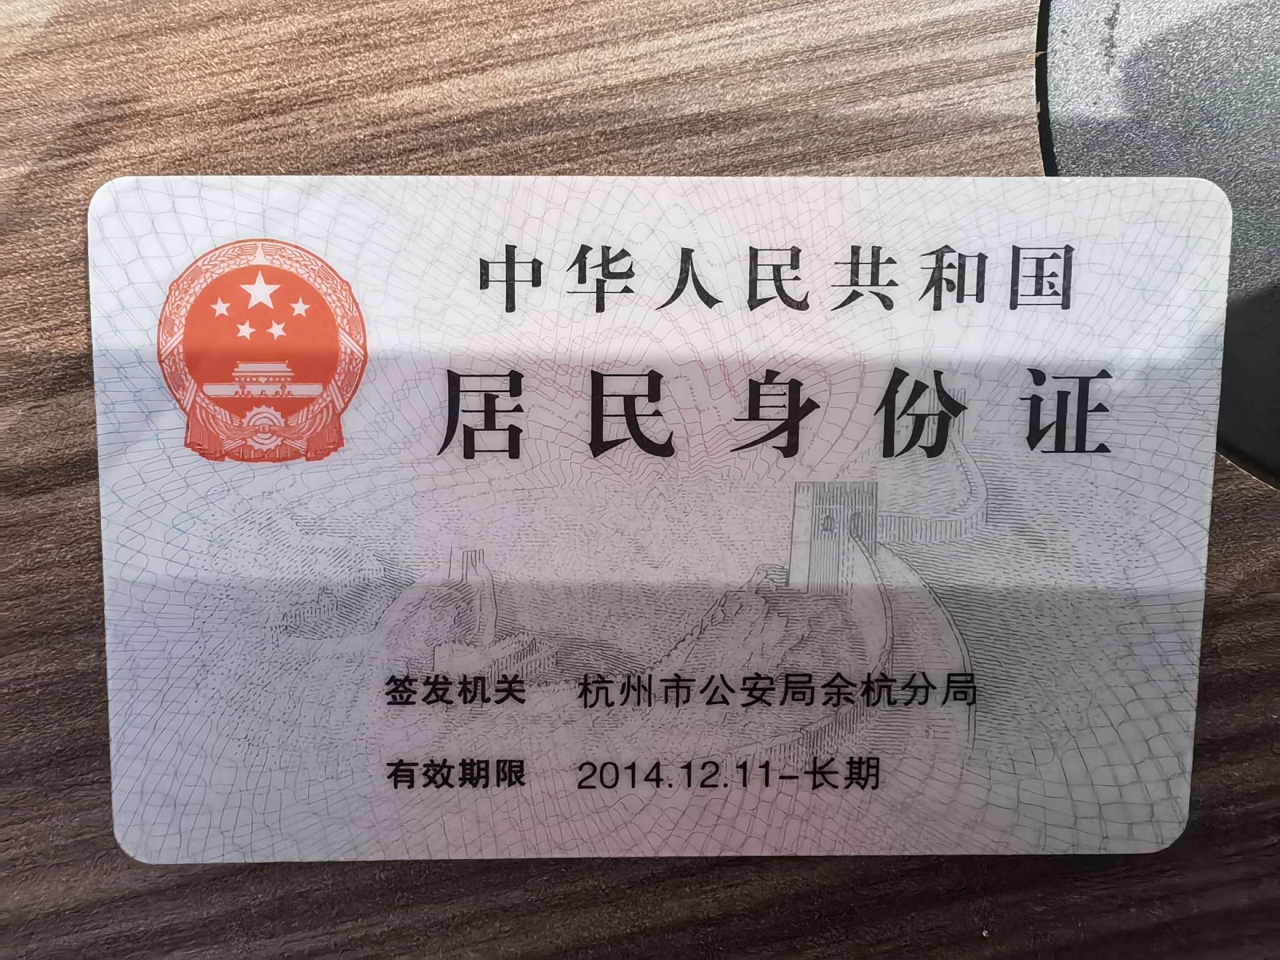 中华人民共和国
居民身份证
签发机关 杭州市公安局余杭分局
有效期限 2014.12.11-长期